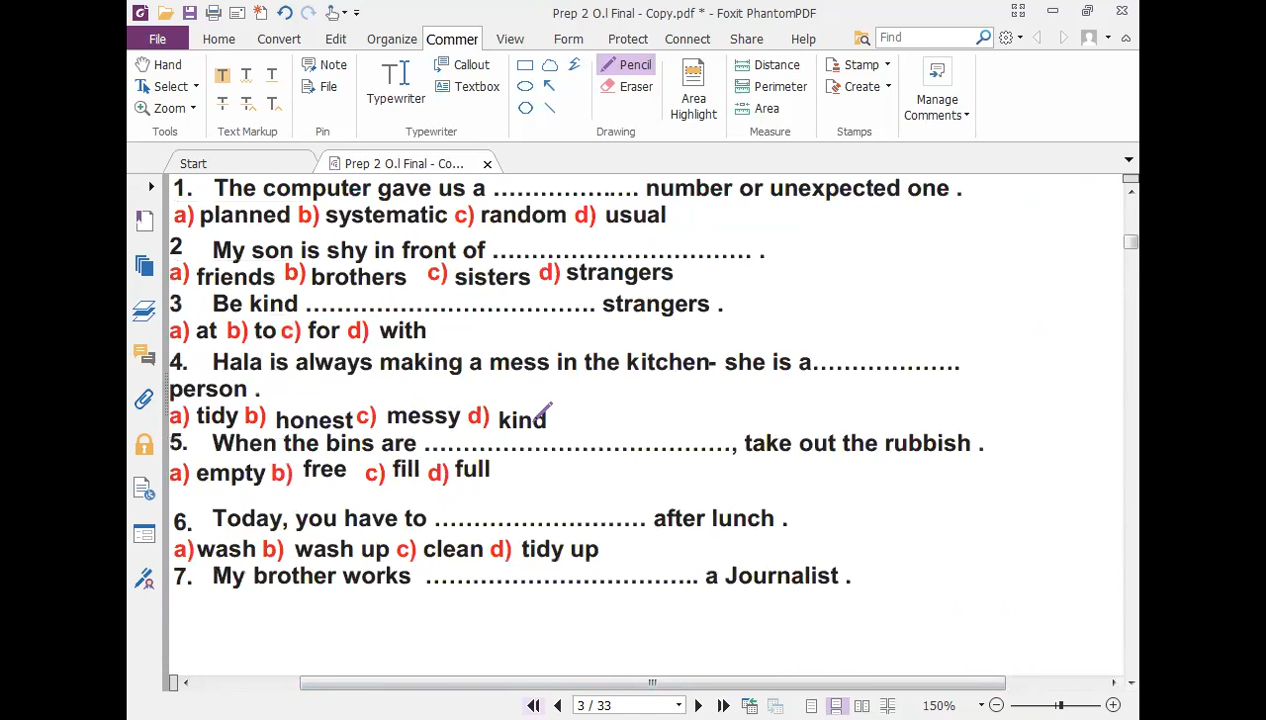 Prep 2 O.l Final - Copy.pdf * - Foxit PhantomPDF
File Home Convert Edit Organize Commer View Form Protect Connect Share Help Find
Hand Note Callout Pencil Distance Stamp
Select File Textbox Eraser Perimeter Create
Zoom Typewriter Area Highlight Area Manage Comments
Tools Text Markup Pin Typewriter Drawing Measure Stamps
Start Prep 2 O.l Final - Co...
1. The computer gave us a ……………..…. number or unexpected one .
a) planned b) systematic c) random d) usual
2 My son is shy in front of …………………………… .
a) friends b) brothers c) sisters d) strangers
3 Be kind ………………………………. strangers .
a) at b) to c) for d) with
4. Hala is always making a mess in the kitchen- she is a……………….
person .
a) tidy b) honest c) messy d) kind
5. When the bins are …………………………………, take out the rubbish .
a) empty b) free c) fill d) full
6. Today, you have to ……………………… after lunch .
a) wash b) wash up c) clean d) tidy up
7. My brother works ……………………………. a Journalist .
3 / 33 150%